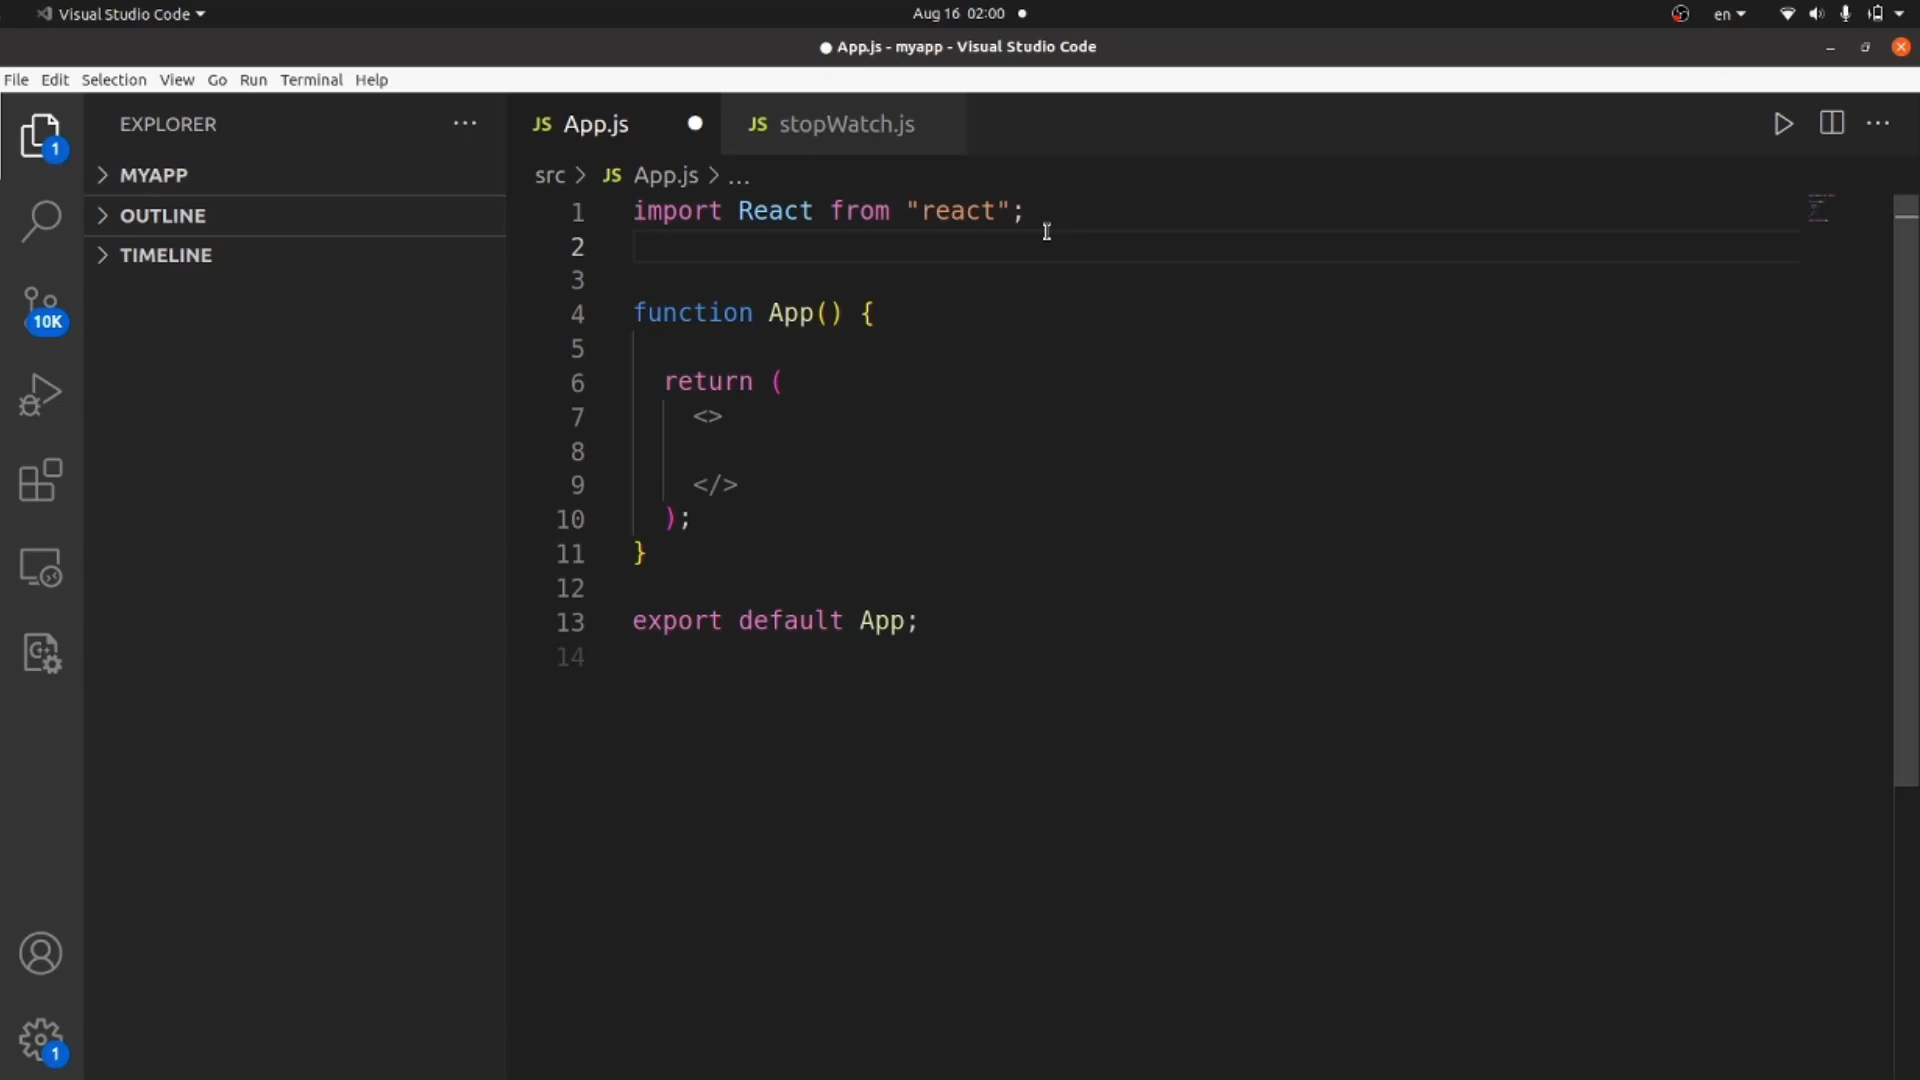 Visual Studio Code
Aug 16 02:00
en
App.js - myapp - Visual Studio Code
File Edit Selection View Go Run Terminal Help
EXPLORER
1
MYAPP
OUTLINE
TIMELINE
10K
1
JS App.js
JS stopWatch.js
src > JS App.js > ...
1 import React from "react";
2
3
4 function App() {
5
6 return (
7 <>
8
9 </>
10 );
11 }
12
13 export default App;
14